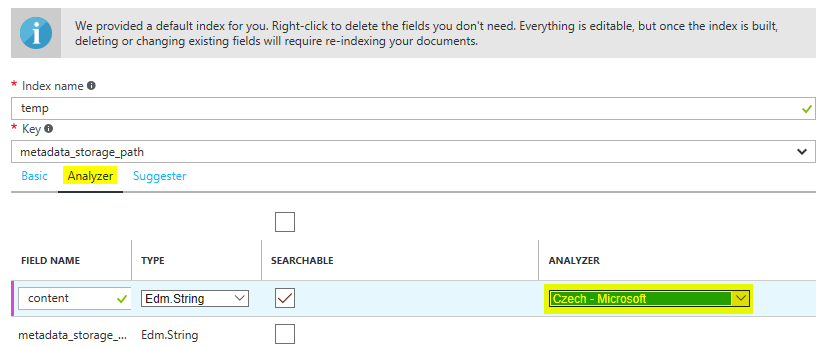 We provided a default index for you. Right-click to delete the fields you don't need. Everything is editable, but once the index is built,
deleting or changing existing fields will require re-indexing your documents.
* Index name
temp
* Key
metadata_storage_path
Basic Analyzer Suggester
FIELD NAME TYPE SEARCHABLE ANALYZER
content Edm.String Czech - Microsoft
metadata_storage_... Edm.String